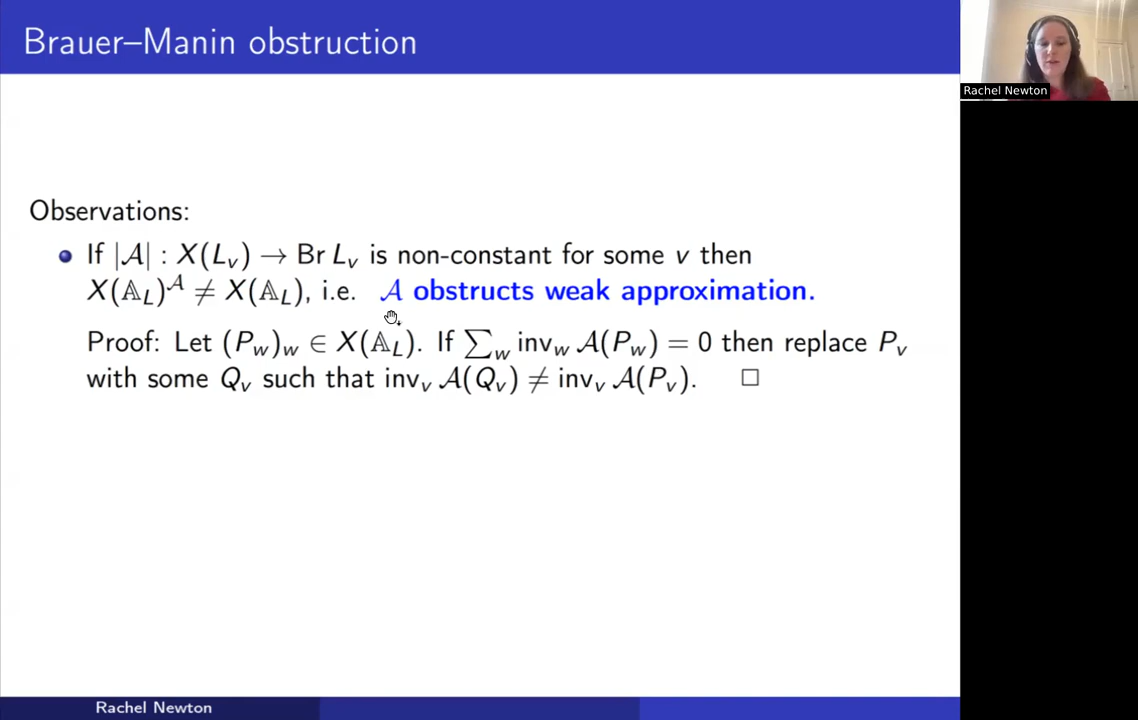 Brauer–Manin obstruction
Rachel Newton
Observations:
If |𝒜| : X(L_v) → Br L_v is non-constant for some v then
X(𝔸_L)^𝒜 ≠ X(𝔸_L), i.e. 𝒜 obstructs weak approximation.
Proof: Let (P_w)_w ∈ X(𝔸_L). If ∑_w inv_w 𝒜(P_w) = 0 then replace P_v
with some Q_v such that inv_v 𝒜(Q_v) ≠ inv_v 𝒜(P_v). □
Rachel Newton